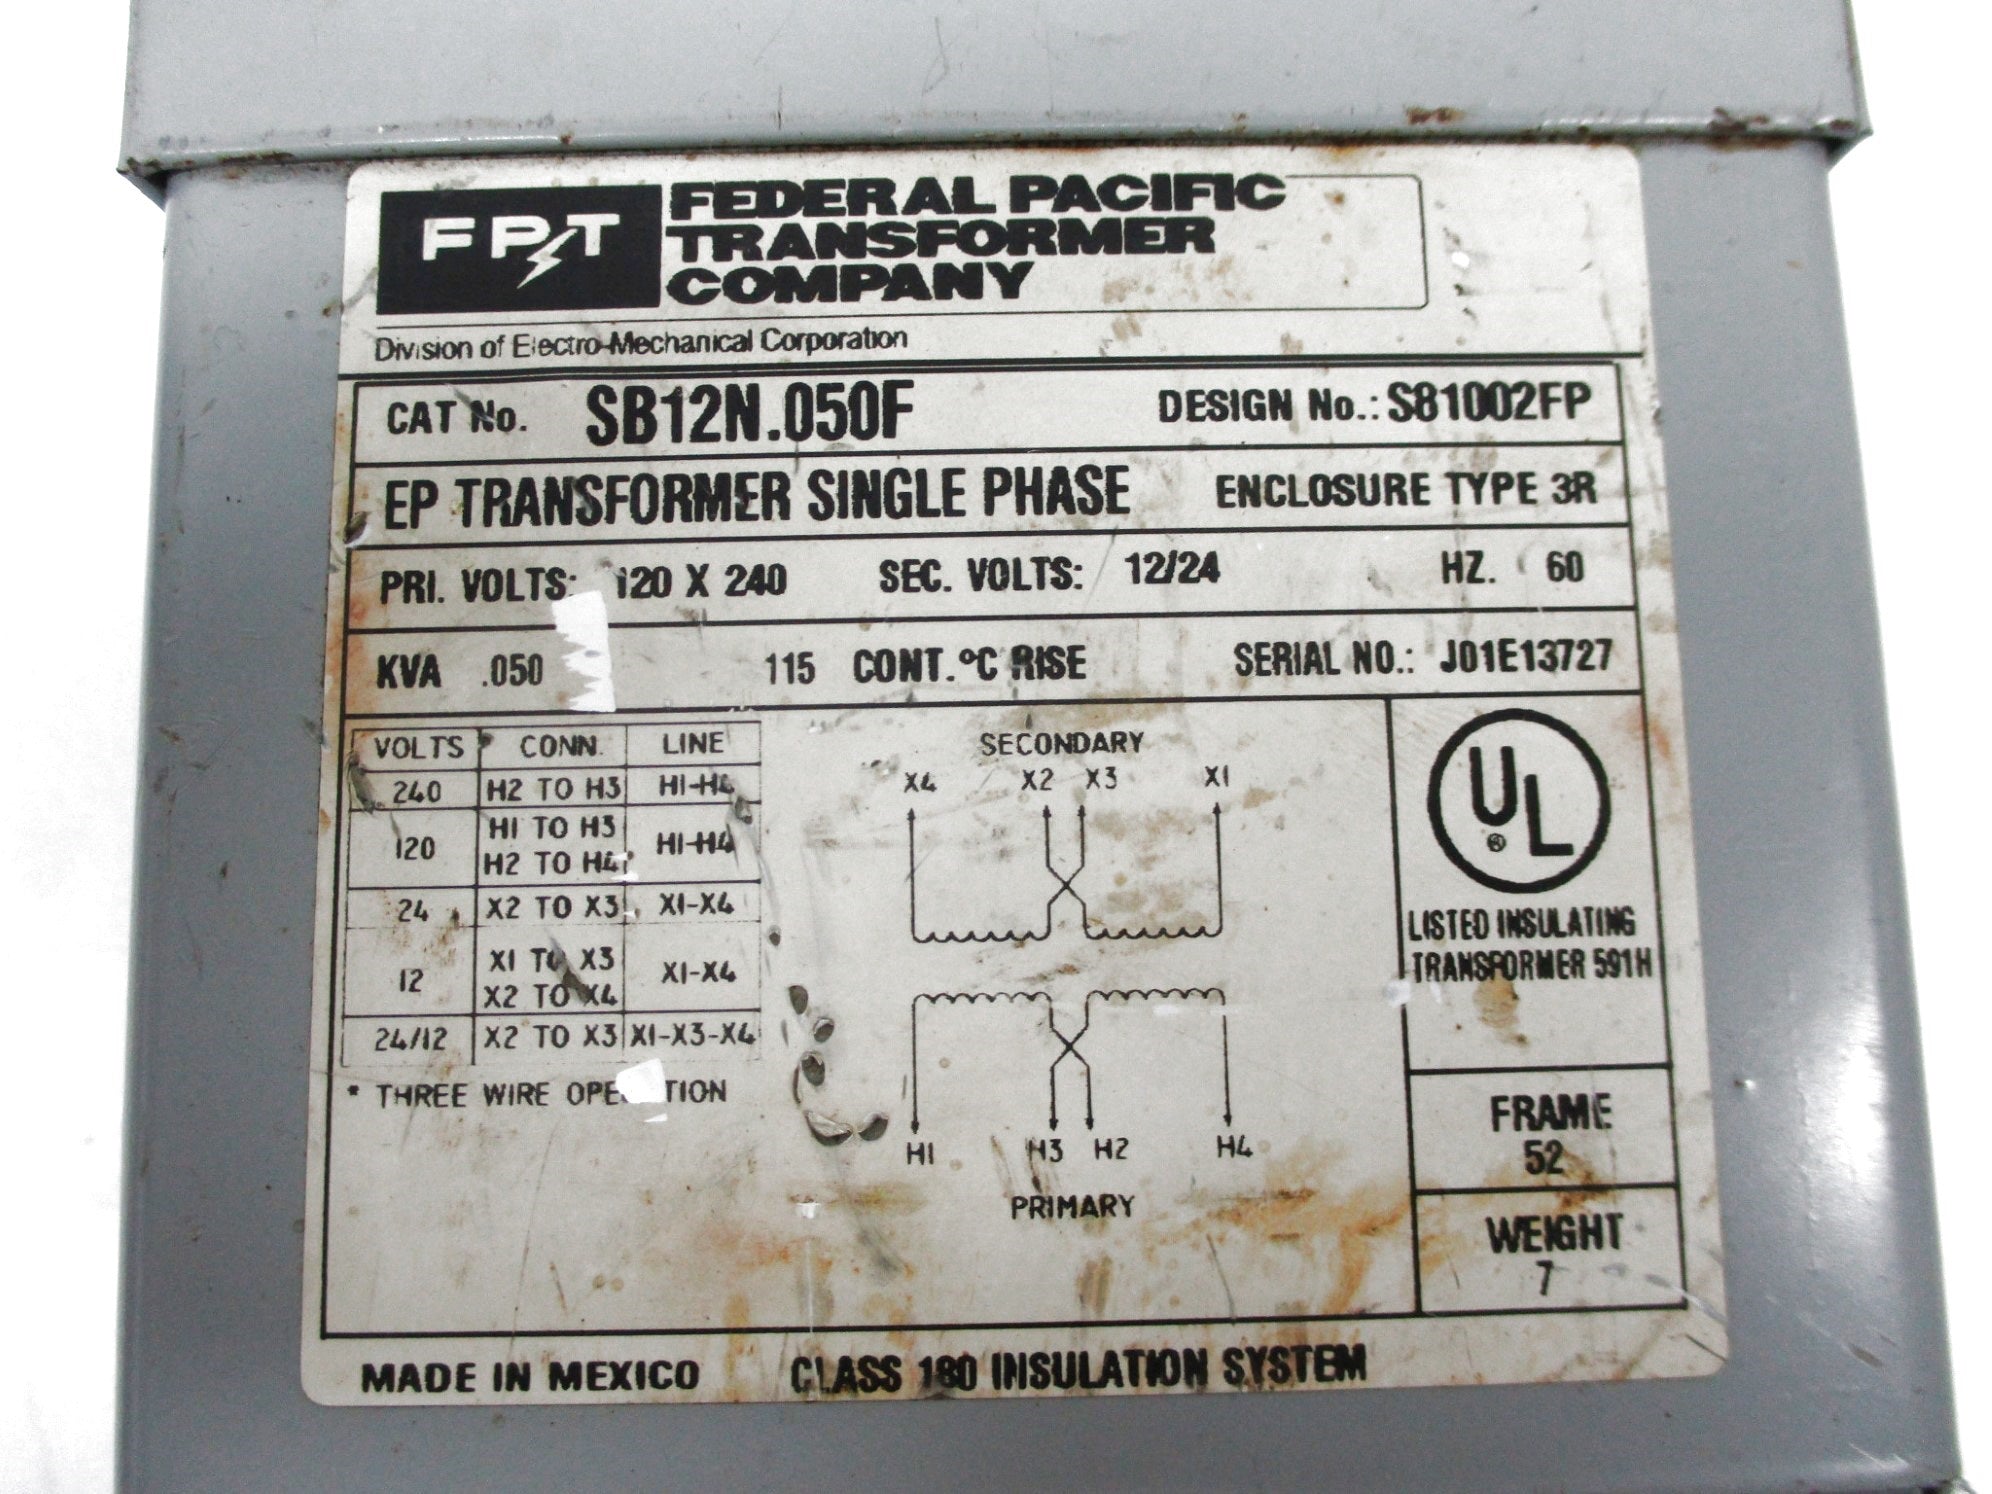 FPT FEDERAL PACIFIC
TRANSFORMER
COMPANY
Division of Electro-Mechanical Corporation
CAT No. SB12N.050F DESIGN No.: S81002FP
EP TRANSFORMER SINGLE PHASE ENCLOSURE TYPE 3R
PRI. VOLTS: 120 X 240 SEC. VOLTS: 12/24 HZ. 60
KVA .050 115 CONT. ºC RISE SERIAL NO.: J01E13727
VOLTS CONN. LINE
240 H2 TO H3 H1-H4
120 H1 TO H3 H1-H4
H2 TO H4
24 X2 TO X3 X1-X4
12 X1 TO X3 X1-X4
X2 TO X4
24/12 X2 TO X3 X1-X3-X4
* THREE WIRE OPE TION
SECONDARY
X4 X2 X3 X1
H1 H3 H2 H4
PRIMARY
UL
®
LISTED INSULATING
TRANSFORMER 591H
FRAME
52
WEIGHT
7
MADE IN MEXICO CLASS 180 INSULATION SYSTEM